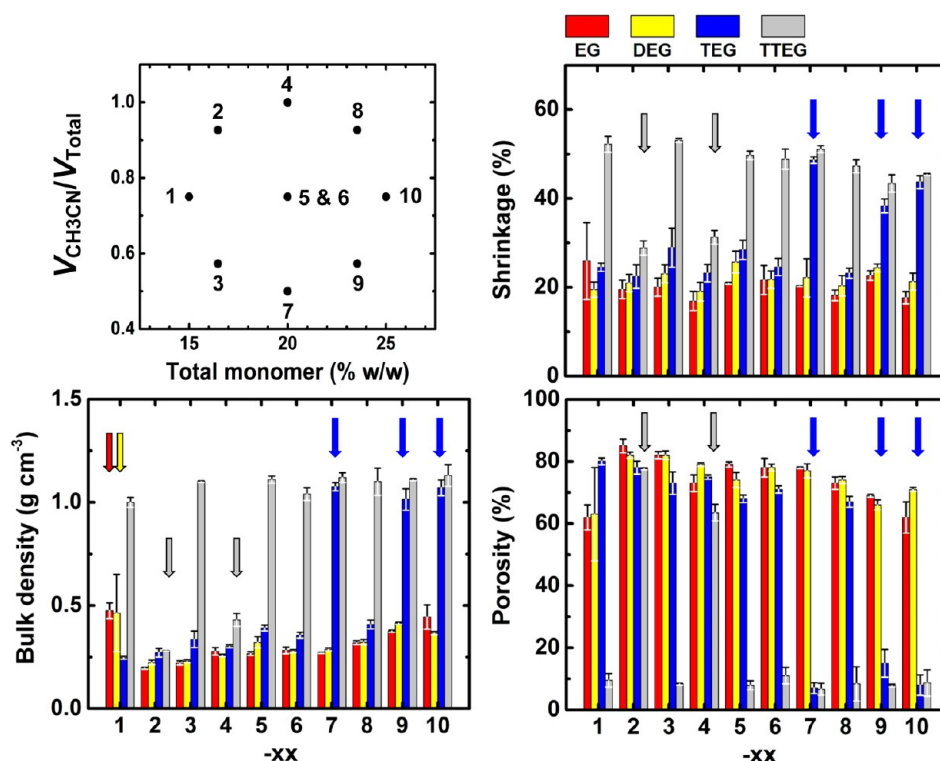 EG DEG TEG TTEG
V_CH3CN/V_Total
1.0
0.8
0.6
0.4
4
2
8
1
5 & 6
10
3
9
7
15 20 25
Total monomer (% w/w)
Shrinkage (%)
60
40
20
0
Bulk density (g cm⁻³)
1.5
1.0
0.5
0.0
1 2 3 4 5 6 7 8 9 10
-xx
Porosity (%)
100
80
60
40
20
0
1 2 3 4 5 6 7 8 9 10
-xx